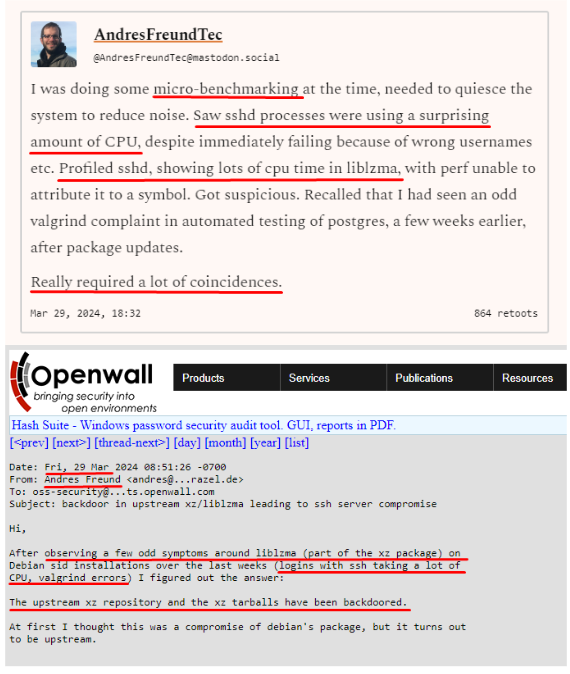 AndresFreundTec
@AndresFreundTec@mastodon.social
I was doing some micro-benchmarking at the time, needed to quiesce the
system to reduce noise. Saw sshd processes were using a surprising
amount of CPU, despite immediately failing because of wrong usernames
etc. Profiled sshd, showing lots of cpu time in liblzma, with perf unable to
attribute it to a symbol. Got suspicious. Recalled that I had seen an odd
valgrind complaint in automated testing of postgres, a few weeks earlier,
after package updates.
Really required a lot of coincidences.
Mar 29, 2024, 18:32 864 retoots
Openwall
bringing security into
open environments
Products Services Publications Resources
Hash Suite - Windows password security audit tool. GUI, reports in PDF.
[<prev] [next>] [thread-next>] [day] [month] [year] [list]
Date: Fri, 29 Mar 2024 08:51:26 -0700
From: Andres Freund <andres@...razel.de>
To: oss-security@...ts.openwall.com
Subject: backdoor in upstream xz/liblzma leading to ssh server compromise
Hi,
After observing a few odd symptoms around liblzma (part of the xz package) on
Debian sid installations over the last weeks (logins with ssh taking a lot of
CPU, valgrind errors) I figured out the answer:
The upstream xz repository and the xz tarballs have been backdoored.
At first I thought this was a compromise of debian's package, but it turns out
to be upstream.